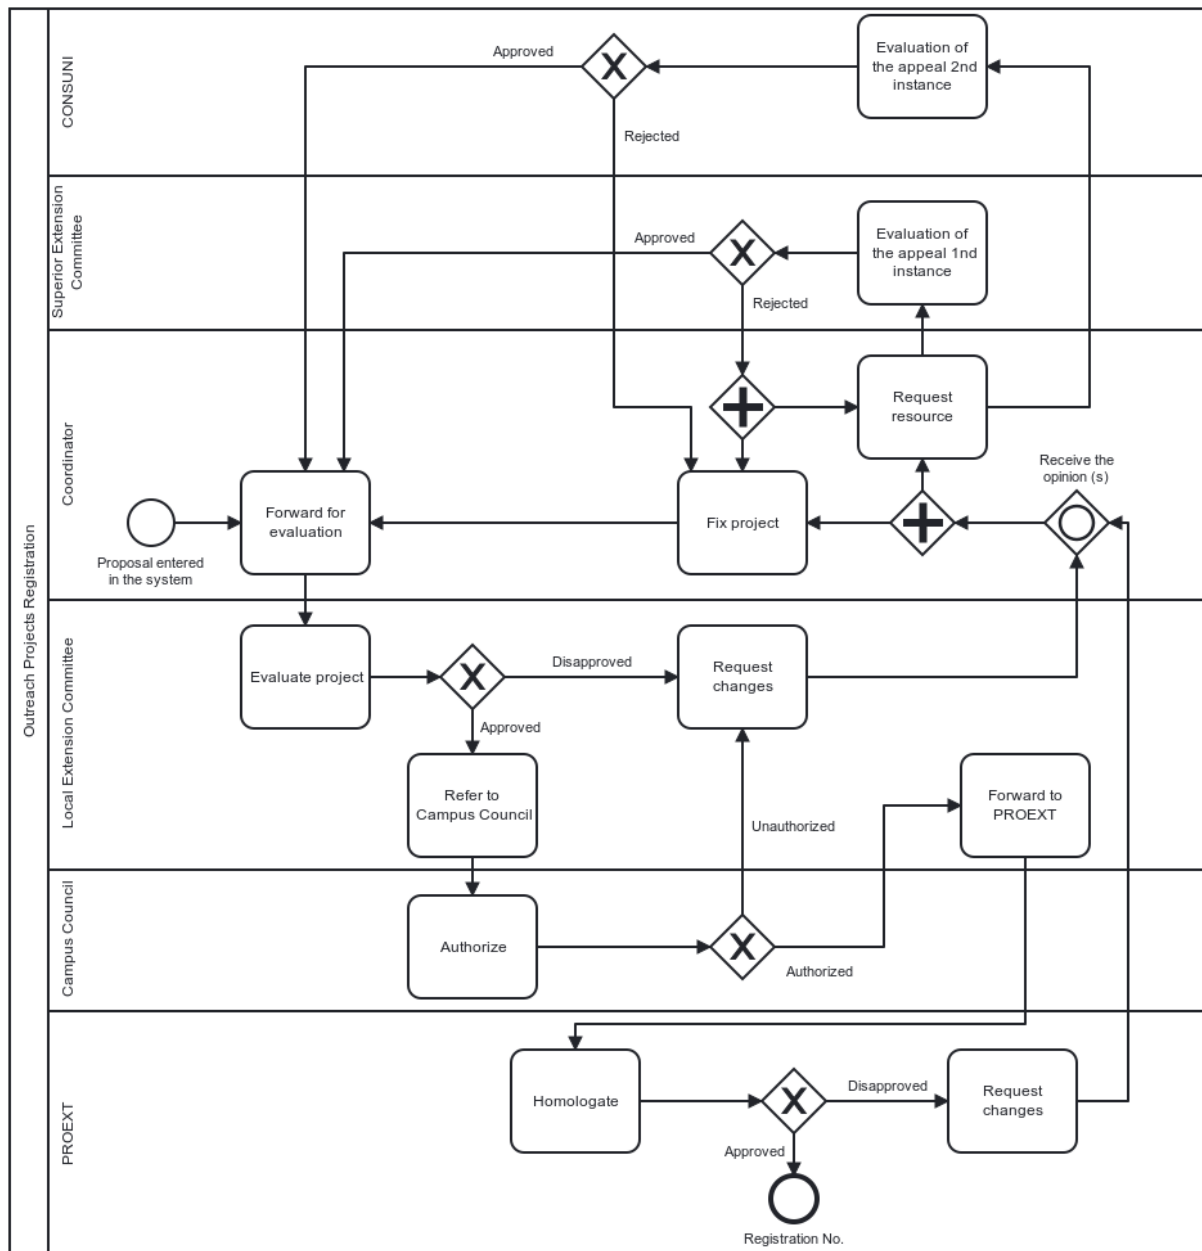 Outreach Projects Registration
CONSUNI
Approved
Rejected
Evaluation of
the appeal 2nd
instance
Superior Extension
Committee
Approved
Rejected
Evaluation of
the appeal 1nd
instance
Coordinator
Proposal entered
in the system
Forward for
evaluation
Fix project
Request
resource
Receive the
opinion (s)
Local Extension Committee
Evaluate project
Disapproved
Approved
Request
changes
Refer to
Campus Council
Unauthorized
Forward to
PROEXT
Campus Council
Authorize
Authorized
PROEXT
Homologate
Disapproved
Approved
Request
changes
Registration No.